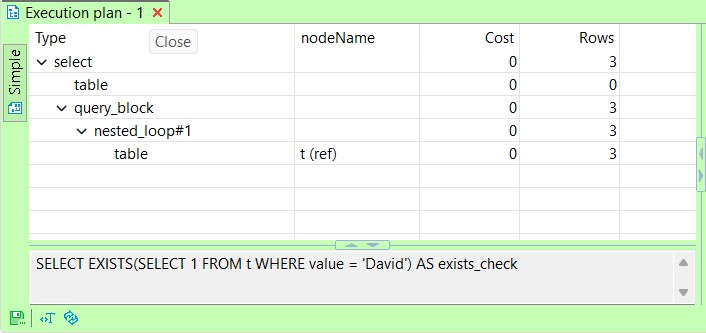 Execution plan - 1
Simple
Type nodeName Cost Rows
Close
select 0 3
table 0 0
query_block 0 3
nested_loop#1 0 3
table t (ref) 0 3
SELECT EXISTS(SELECT 1 FROM t WHERE value = 'David') AS exists_check
T